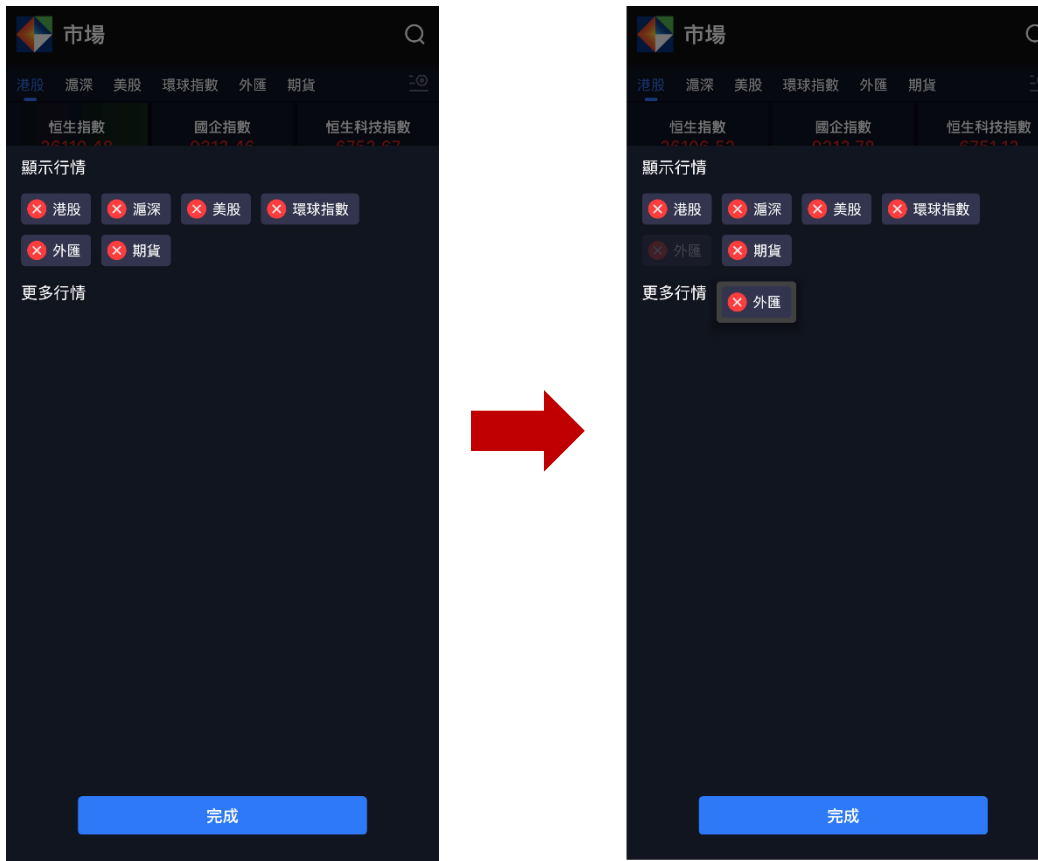 市場
港股 滬深 美股 環球指數 外匯 期貨
恒生指數 國企指數 恒生科技指數
顯示行情
港股 滬深 美股 環球指數
外匯 期貨
更多行情
完成
市場
港股 滬深 美股 環球指數 外匯 期貨
恒生指數 國企指數 恒生科技指數
顯示行情
港股 滬深 美股 環球指數
外匯 期貨
更多行情 外匯
完成